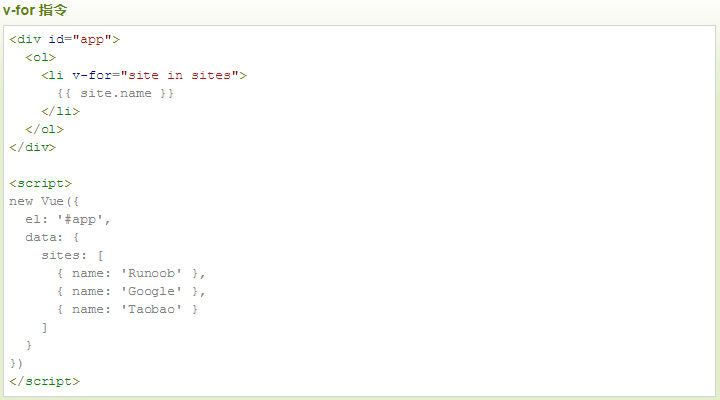 v-for 指令
<div id="app">
  <ol>
    <li v-for="site in sites">
      {{ site.name }}
    </li>
  </ol>
</div>

<script>
new Vue({
  el: '#app',
  data: {
    sites: [
      { name: 'Runoob' },
      { name: 'Google' },
      { name: 'Taobao' }
    ]
  }
})
</script>